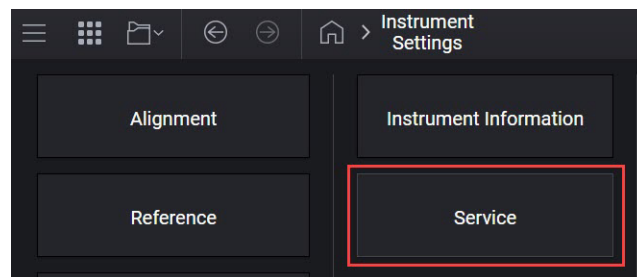 Instrument
Settings
Alignment
Instrument Information
Reference
Service